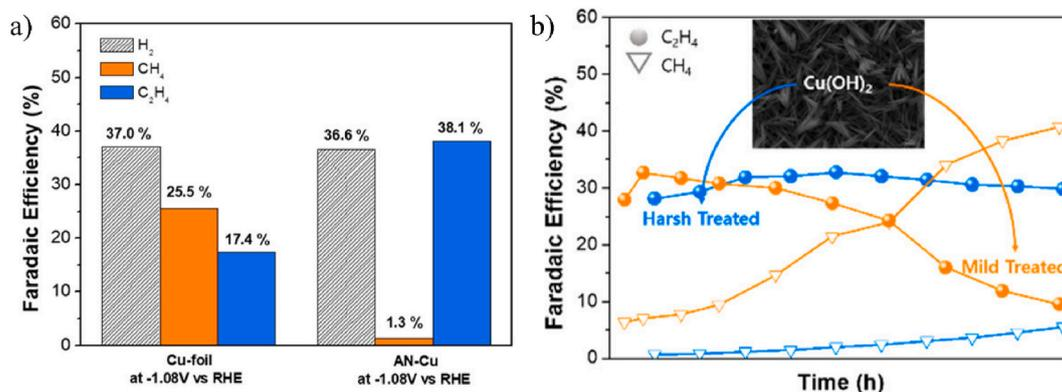 a)
Faradaic Efficiency (%)
60
50
40
30
20
10
0
H2
CH4
C2H4
37.0 %
25.5 %
17.4 %
36.6 %
1.3 %
38.1 %
Cu-foil
at -1.08V vs RHE
AN-Cu
at -1.08V vs RHE
b)
Faradaic Efficiency (%)
60
50
40
30
20
10
0
C2H4
CH4
Cu(OH)2
Harsh Treated
Mild Treated
Time (h)